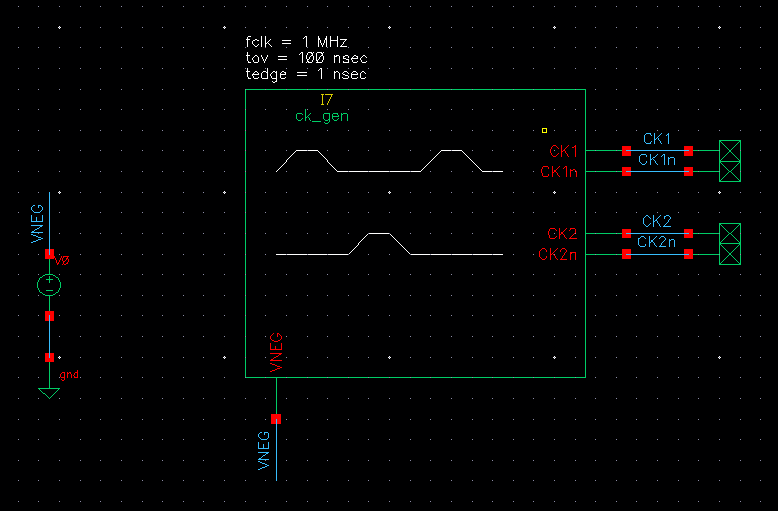 fclk = 1 MHz
tov = 100 nsec
tedge = 1 nsec
I7
ck_gen
CK1
CK1n
CK1
CK1n
CK2
CK2n
CK2
CK2n
VNEG
V0
gnd
VNEG
VNEG